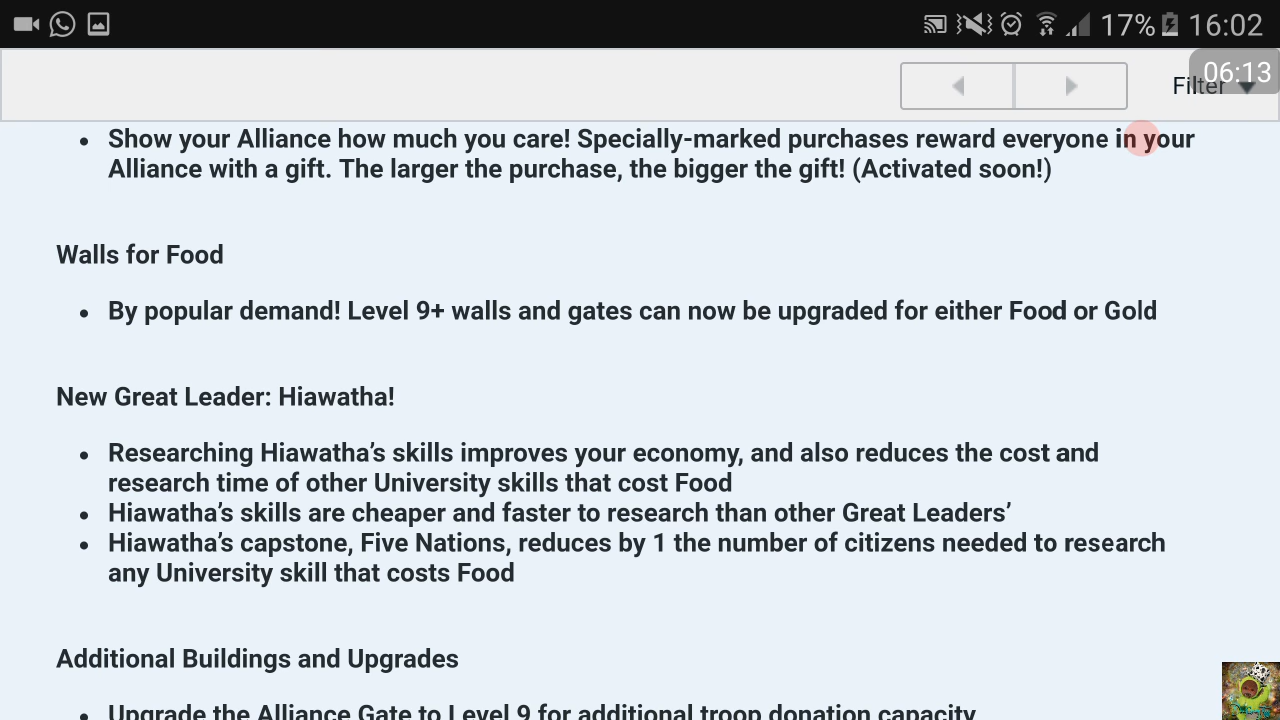 17% 16:02
06:13
Filter
• Show your Alliance how much you care! Specially-marked purchases reward everyone in your
Alliance with a gift. The larger the purchase, the bigger the gift! (Activated soon!)
Walls for Food
• By popular demand! Level 9+ walls and gates can now be upgraded for either Food or Gold
New Great Leader: Hiawatha!
• Researching Hiawatha’s skills improves your economy, and also reduces the cost and
research time of other University skills that cost Food
• Hiawatha’s skills are cheaper and faster to research than other Great Leaders’
• Hiawatha’s capstone, Five Nations, reduces by 1 the number of citizens needed to research
any University skill that costs Food
Additional Buildings and Upgrades
• Upgrade the Alliance Gate to Level 9 for additional troop donation capacity